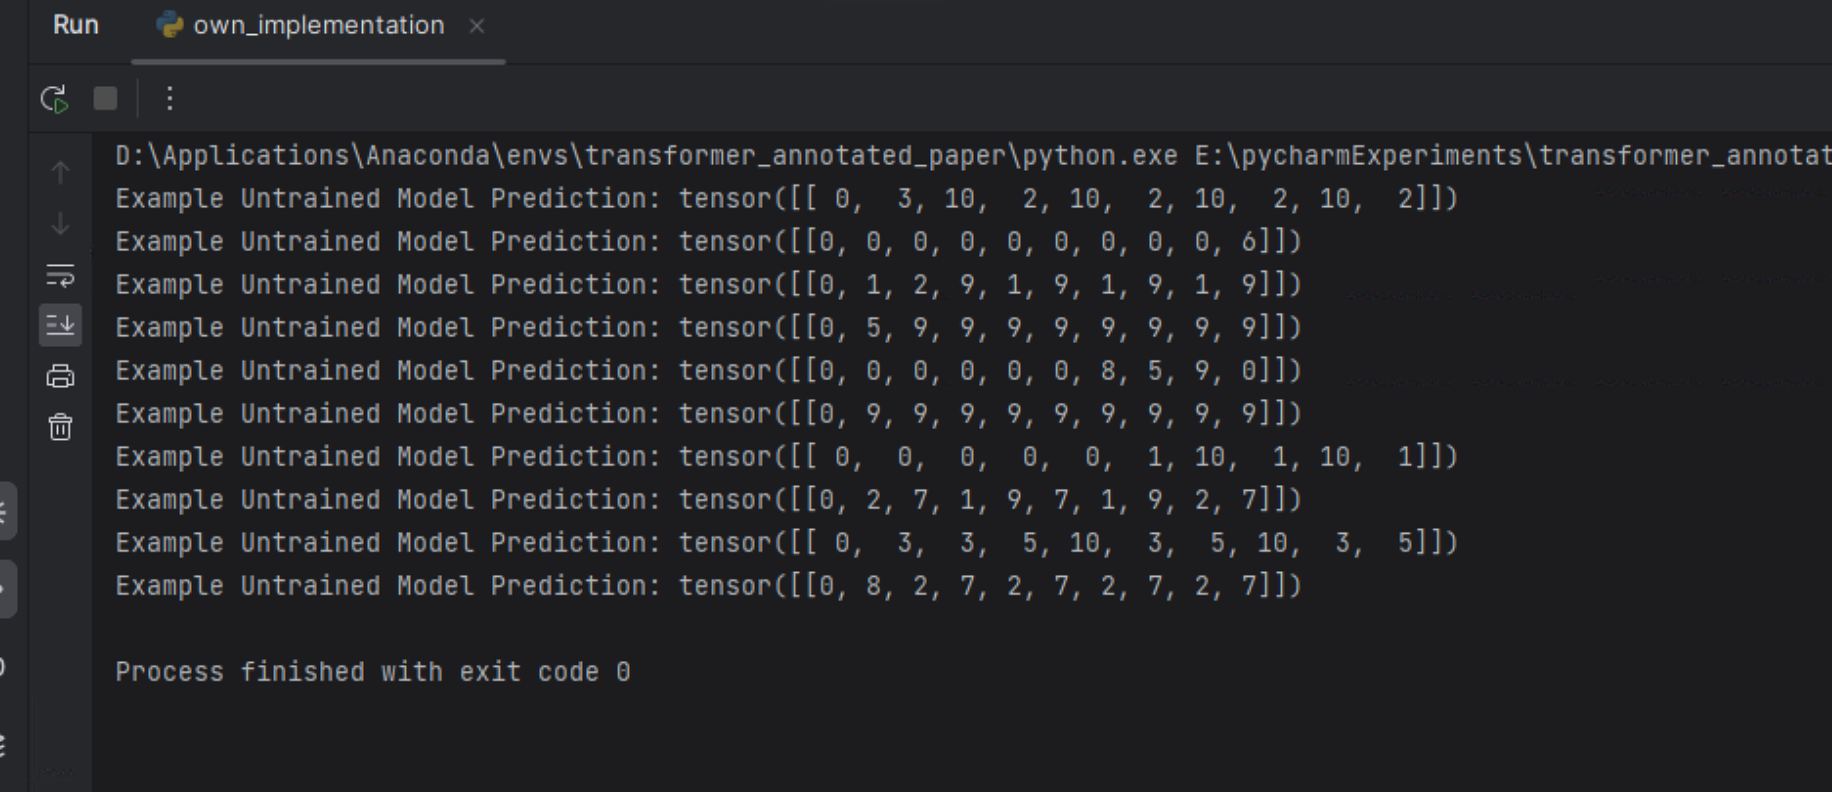 Run own_implementation
D:\Applications\Anaconda\envs\transformer_annotated_paper\python.exe E:\pycharmExperiments\transformer_annotat
Example Untrained Model Prediction: tensor([[ 0,  3, 10,  2, 10,  2, 10,  2, 10,  2]])
Example Untrained Model Prediction: tensor([[0, 0, 0, 0, 0, 0, 0, 0, 0, 6]])
Example Untrained Model Prediction: tensor([[0, 1, 2, 9, 1, 9, 1, 9, 1, 9]])
Example Untrained Model Prediction: tensor([[0, 5, 9, 9, 9, 9, 9, 9, 9, 9]])
Example Untrained Model Prediction: tensor([[0, 0, 0, 0, 0, 0, 8, 5, 9, 0]])
Example Untrained Model Prediction: tensor([[0, 9, 9, 9, 9, 9, 9, 9, 9, 9]])
Example Untrained Model Prediction: tensor([[ 0,  0,  0,  0,  0,  1, 10,  1, 10,  1]])
Example Untrained Model Prediction: tensor([[0, 2, 7, 1, 9, 7, 1, 9, 2, 7]])
Example Untrained Model Prediction: tensor([[ 0,  3,  3,  5, 10,  3,  5, 10,  3,  5]])
Example Untrained Model Prediction: tensor([[0, 8, 2, 7, 2, 7, 2, 7, 2, 7]])
Process finished with exit code 0